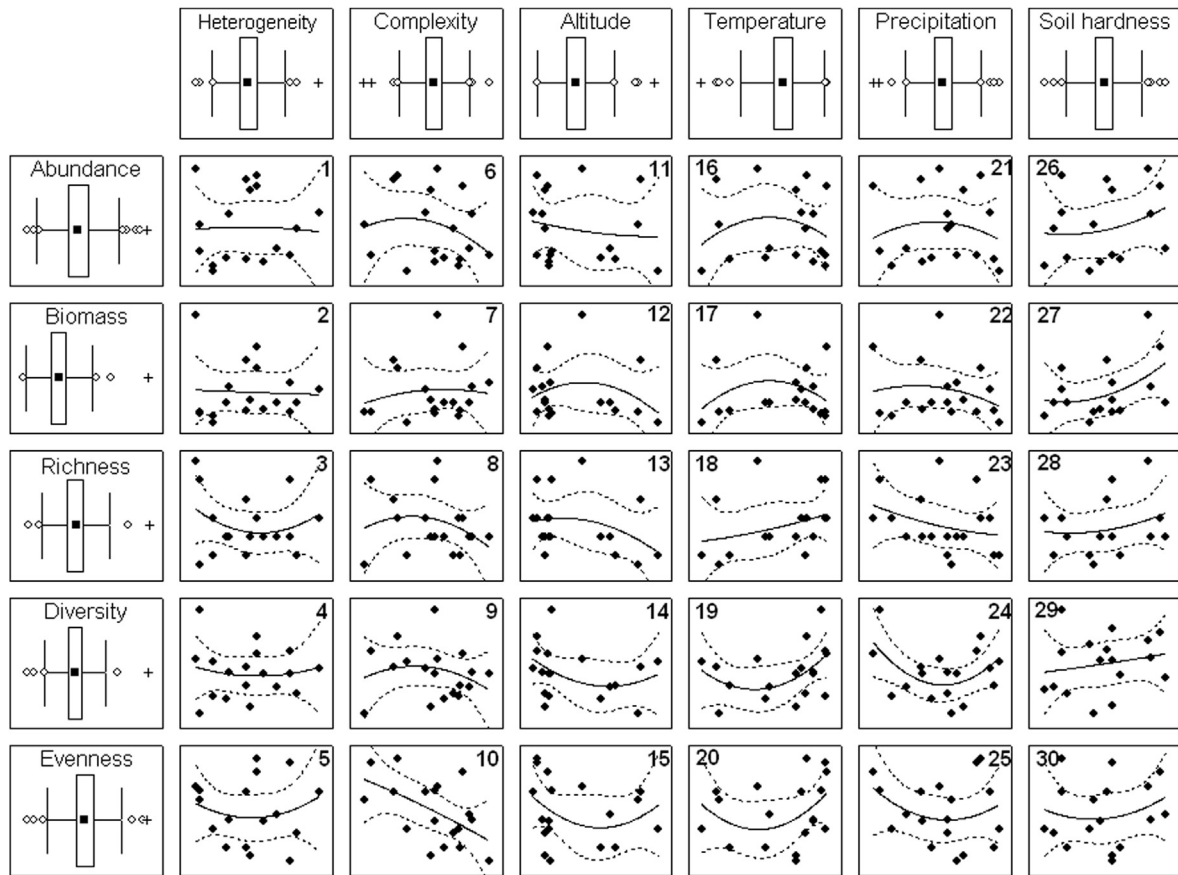 Heterogeneity Complexity Altitude Temperature Precipitation Soil hardness
Abundance 1 6 11 16 21 26
Biomass 2 7 12 17 22 27
Richness 3 8 13 18 23 28
Diversity 4 9 14 19 24 29
Evenness 5 10 15 20 25 30